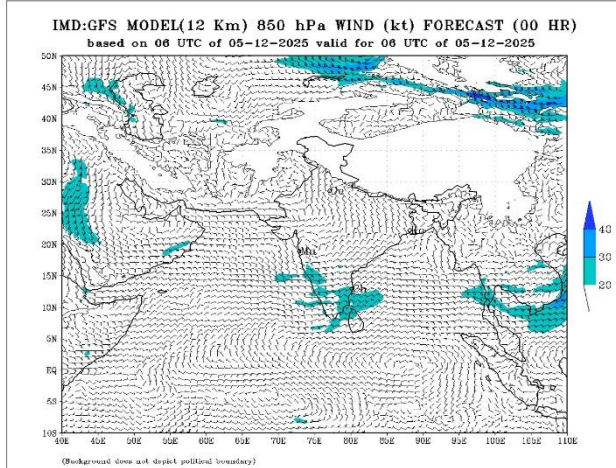 IMD:GFS MODEL(12 Km) 850 hPa WIND (kt) FORECAST (00 HR)
based on 06 UTC of 05-12-2025 valid for 06 UTC of 05-12-2025
50N
45N
40N
35N
30N
25N
20N
15N
10N
5N
EQ
5S
10S
40
30
20
Mu
40E 45E 50E 55E 60E 65E 70E 75E 80E 85E 90E 95E 100E 105E 110E
(Background does not depict political boundary)